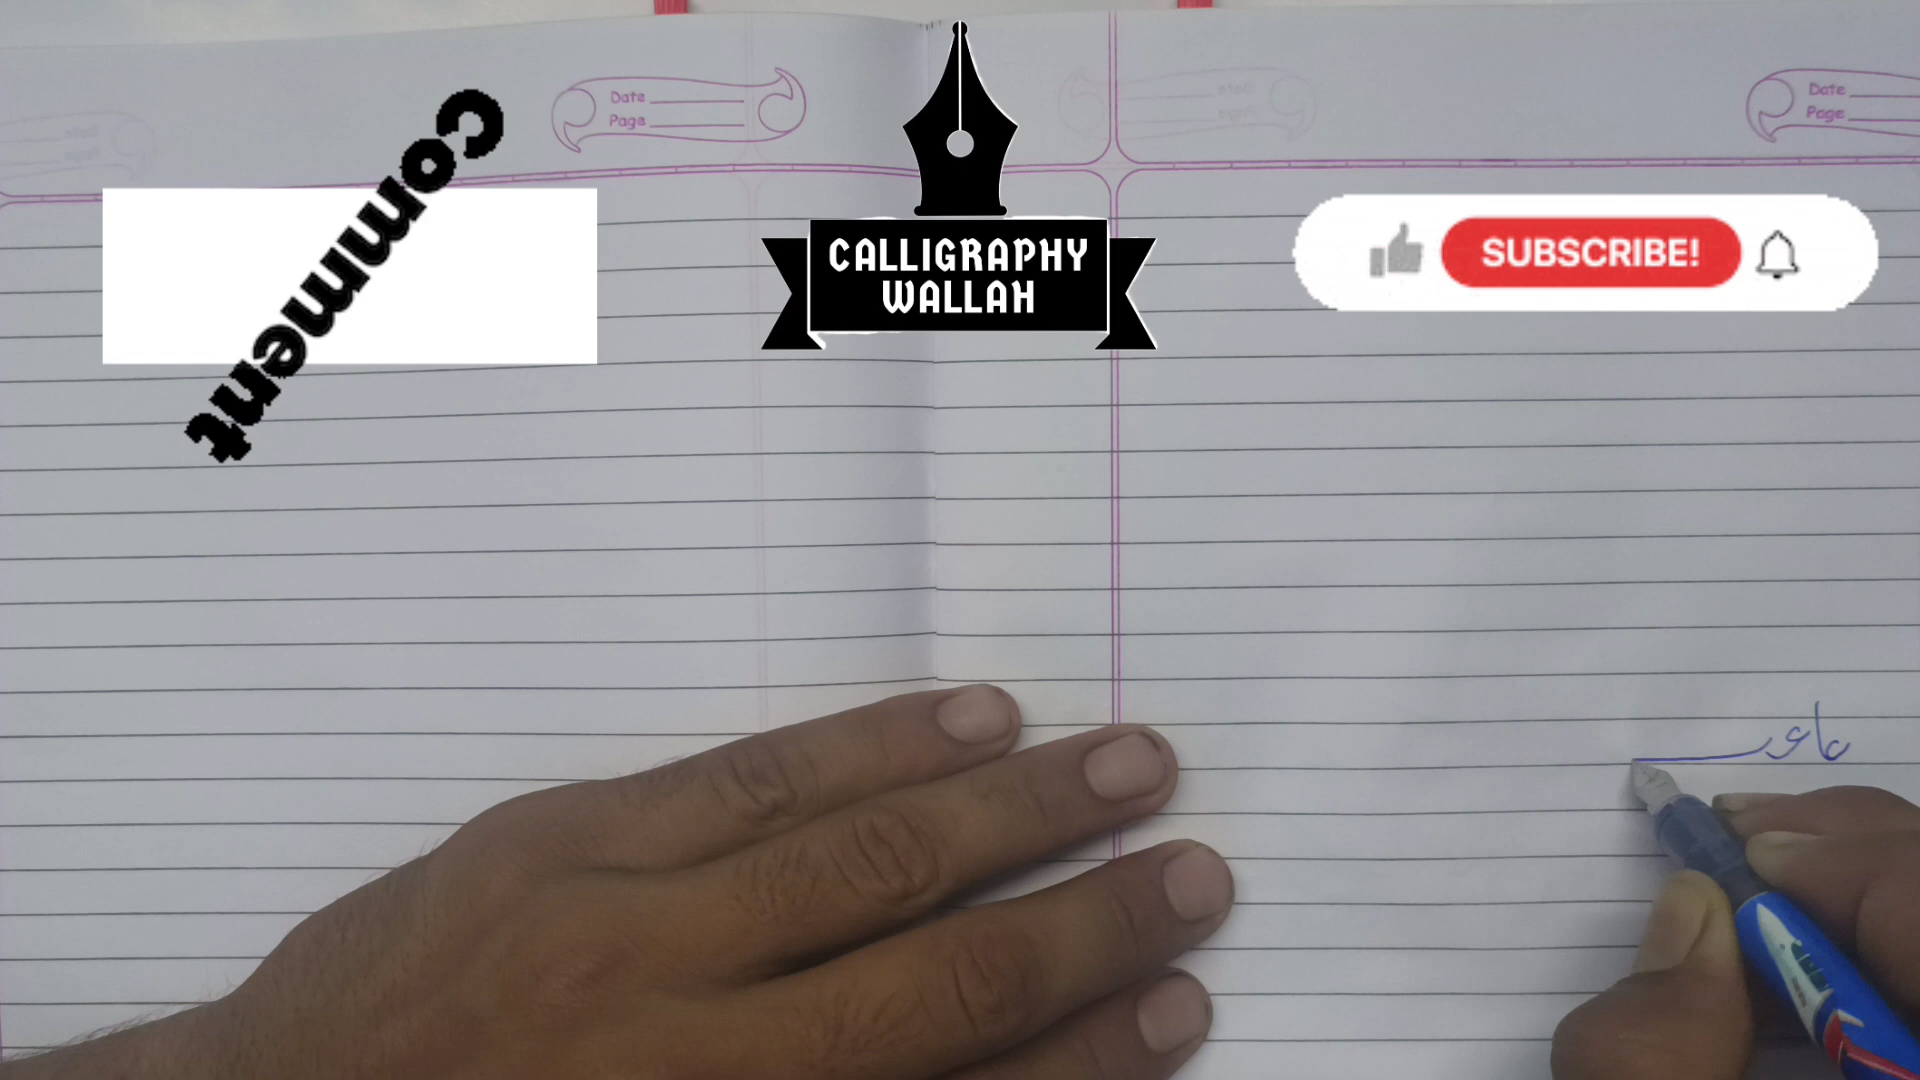 Date
Page
Date
Page
Comment
CALLIGRAPHY
WALLAH
SUBSCRIBE!